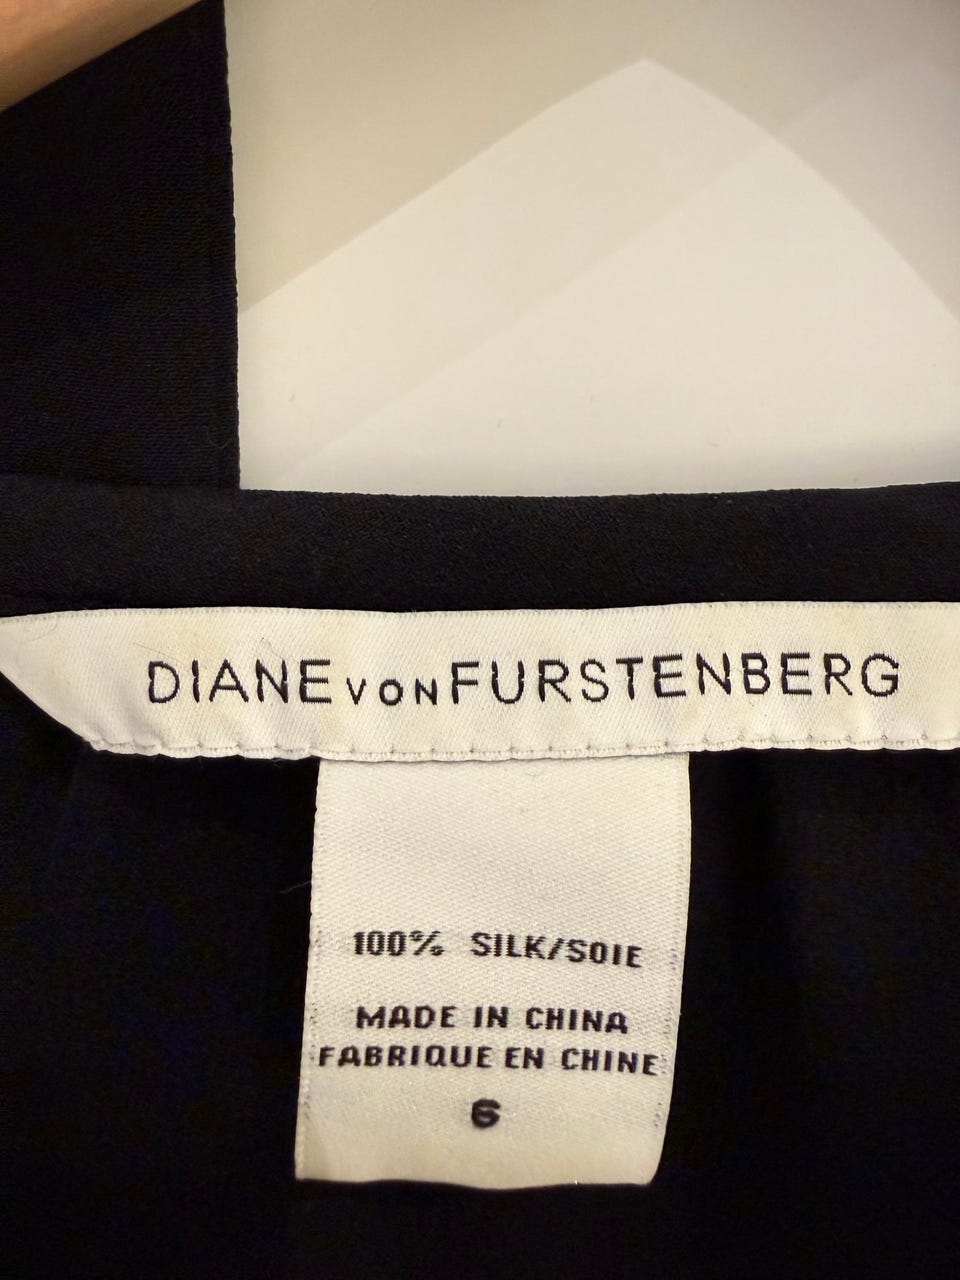 DIANE VON FURSTENBERG
100% SILK/SOIE
MADE IN CHINA
FABRIQUE EN CHINE
6